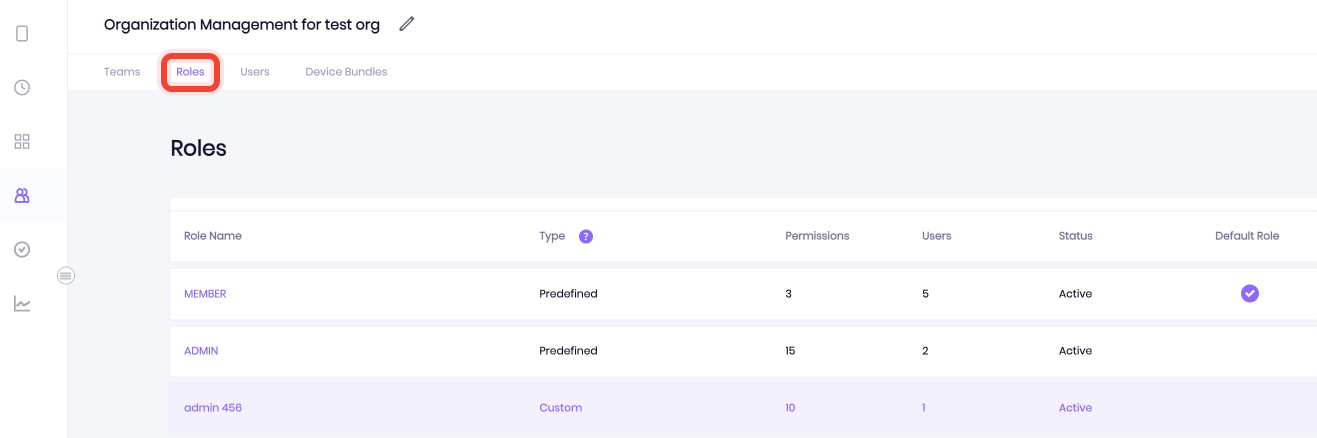 Organization Management for test org
Teams Roles Users Device Bundles
Roles
Role Name Type ? Permissions Users Status Default Role
MEMBER Predefined 3 5 Active
ADMIN Predefined 15 2 Active
admin 456 Custom 10 1 Active